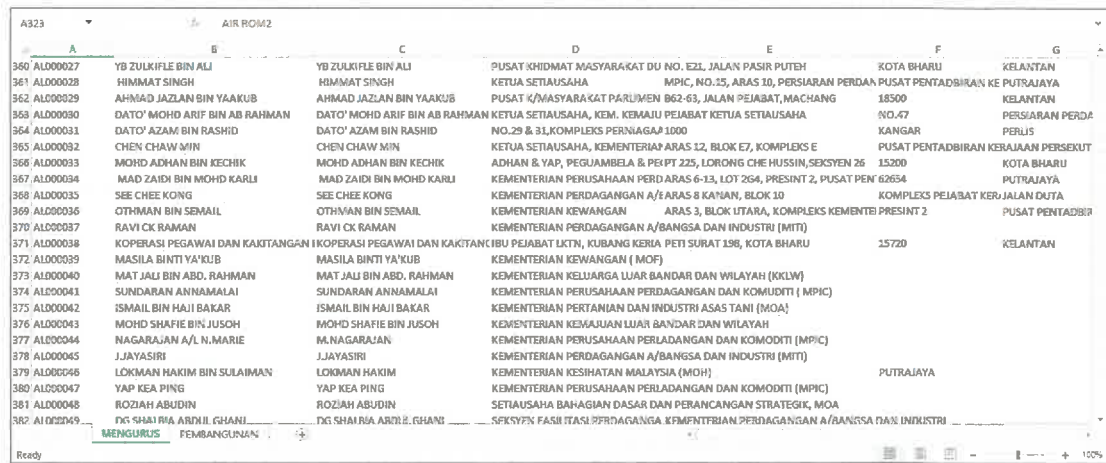 A323 AIR ROM2
A B C D E F G
360 AL000027 YB ZULKIFLE BIN ALI YB ZULKIFLE BIN ALI PUSAT KHIDMAT MASYARAKAT DU NO. E21, JALAN PASIR PUTEH KOTA BHARU KELANTAN
361 AL000028 HIMMAT SINGH HIMMAT SINGH KETUA SETIAUSAHA MPIC, NO.15, ARAS 10, PERSIARAN PERDAN PUSAT PENTADBIRAN KE PUTRAJAYA
362 AL000029 AHMAD JAZLAN BIN YAAKUB AHMAD JAZLAN BIN YAAKUB PUSAT K/MASYARAKAT PARLIMEN B62-63, JALAN PEJABAT,MACHANG 18500 KELANTAN
363 AL000030 DATO' MOHD ARIF BIN AB RAHMAN DATO' MOHD ARIF BIN AB RAHMAN KETUA SETIAUSAHA, KEM. KEMAJU PEJABAT KETUA SETIAUSAHA NO.47 PERSIARAN PERDA
364 AL000031 DATO' AZAM BIN RASHID DATO' AZAM BIN RASHID NO.29 & 31,KOMPLEKS PERNIAGAA 1000 KANGAR PERLIS
365 AL000032 CHEN CHAW MIN CHEN CHAW MIN KETUA SETIAUSAHA, KEMENTERIAN ARAS 12, BLOK E7, KOMPLEKS E PUSAT PENTADBIRAN KERAJAAN PERSEKUT
366 AL000033 MOHD ADHAN BIN KECHIK MOHD ADHAN BIN KECHIK ADHAN & YAP, PEGUAMBELA & PEI PT 225, LORONG CHE HUSSIN,SEKSYEN 26 15200 KOTA BHARU
367 AL000034 MAD ZAIDI BIN MOHD KARLI MAD ZAIDI BIN MOHD KARLI KEMENTERIAN PERUSAHAAN PERD ARAS 6-13, LOT 2G4, PRESINT 2, PUSAT PEN 62654 PUTRAJAYA
368 AL000035 SEE CHEE KONG SEE CHEE KONG KEMENTERIAN PERDAGANGAN A/E ARAS 8 KANAN, BLOK 10 KOMPLEKS PEJABAT KER JALAN DUTA
369 AL000036 OTHMAN BIN SEMAIL OTHMAN BIN SEMAIL KEMENTERIAN KEWANGAN ARAS 3, BLOK UTARA, KOMPLEKS KEMENTE PRESINT 2 PUSAT PENTADBIR
370 AL000037 RAVI CK RAMAN RAVI CK RAMAN KEMENTERIAN PERDAGANGAN A/BANGSA DAN INDUSTRI (MITI)
371 AL000038 KOPERASI PEGAWAI DAN KAKITANGAN I KOPERASI PEGAWAI DAN KAKITANG IBU PEJABAT LKTN, KUBANG KERIA PETI SURAT 198, KOTA BHARU 15720 KELANTAN
372 AL000039 MASILA BINTI YA'KUB MASILA BINTI YA'KUB KEMENTERIAN KEWANGAN ( MOF)
373 AL000040 MAT JALI BIN ABD. RAHMAN MAT JALI BIN ABD. RAHMAN KEMENTERIAN KELUARGA LUAR BANDAR DAN WILAYAH (KKLW)
374 AL000041 SUNDARAN ANNAMALAI SUNDARAN ANNAMALAI KEMENTERIAN PERUSAHAAN PERDAGANGAN DAN KOMUDITI ( MPIC)
375 AL000042 ISMAIL BIN HAJI BAKAR ISMAIL BIN HAJI BAKAR KEMENTERIAN PERTANIAN DAN INDUSTRI ASAS TANI (MOA)
376 AL000043 MOHD SHAFIE BIN JUSOH MOHD SHAFIE BIN JUSOH KEMENTERIAN KEMAJUAN LUAR BANDAR DAN WILAYAH
377 AL000044 NAGARAJAN A/L N.MARIE M.NAGARAJAN KEMENTERIAN PERUSAHAAN PERLADANGAN DAN KOMODITI (MPIC)
378 AL000045 J.JAYASIRI J.JAYASIRI KEMENTERIAN PERDAGANGAN A/BANGSA DAN INDUSTRI (MITI)
379 AL000046 LOKMAN HAKIM BIN SULAIMAN LOKMAN HAKIM KEMENTERIAN KESIHATAN MALAYSIA (MOH) PUTRAJAYA
380 AL000047 YAP KEA PING YAP KEA PING KEMENTERIAN PERUSAHAAN PERLADANGAN DAN KOMODITI (MPIC)
381 AL000048 ROZIAH ABUDIN ROZIAH ABUDIN SETIAUSAHA BAHAGIAN DASAR DAN PERANCANGAN STRATEGIK, MOA
382 AL000049 DG SHALBIA ABDUL GHANI DG SHALBIA ABDUL GHANI SEKSYEN FASILITASI PERDAGANGA, KEMENTERIAN PERDAGANGAN A/BANGSA DAN INDUSTRI
MENGURUS PEMBANGUNAN
Ready 100%